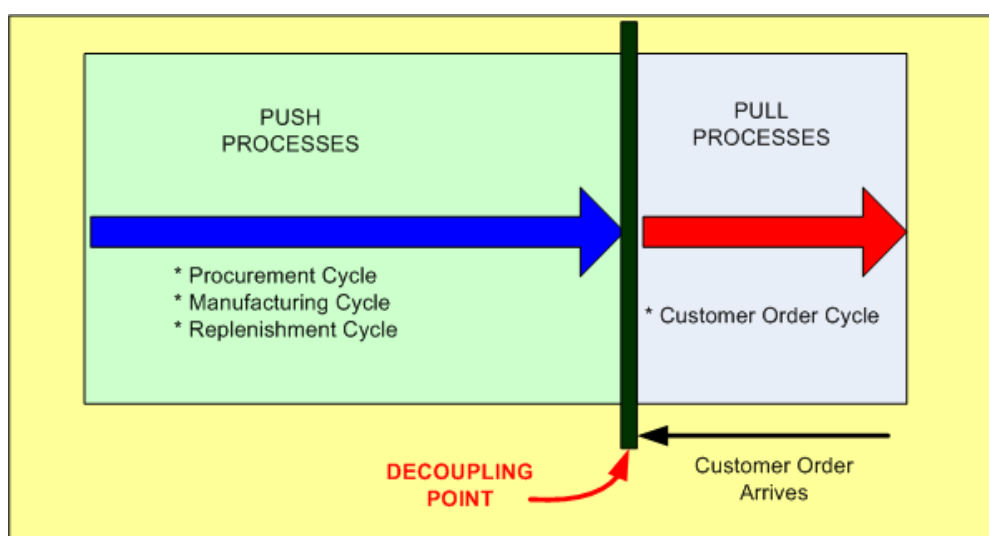 PUSH
PROCESSES
PULL
PROCESSES
* Procurement Cycle
* Manufacturing Cycle
* Replenishment Cycle
* Customer Order Cycle
DECOUPLING
POINT
Customer Order
Arrives